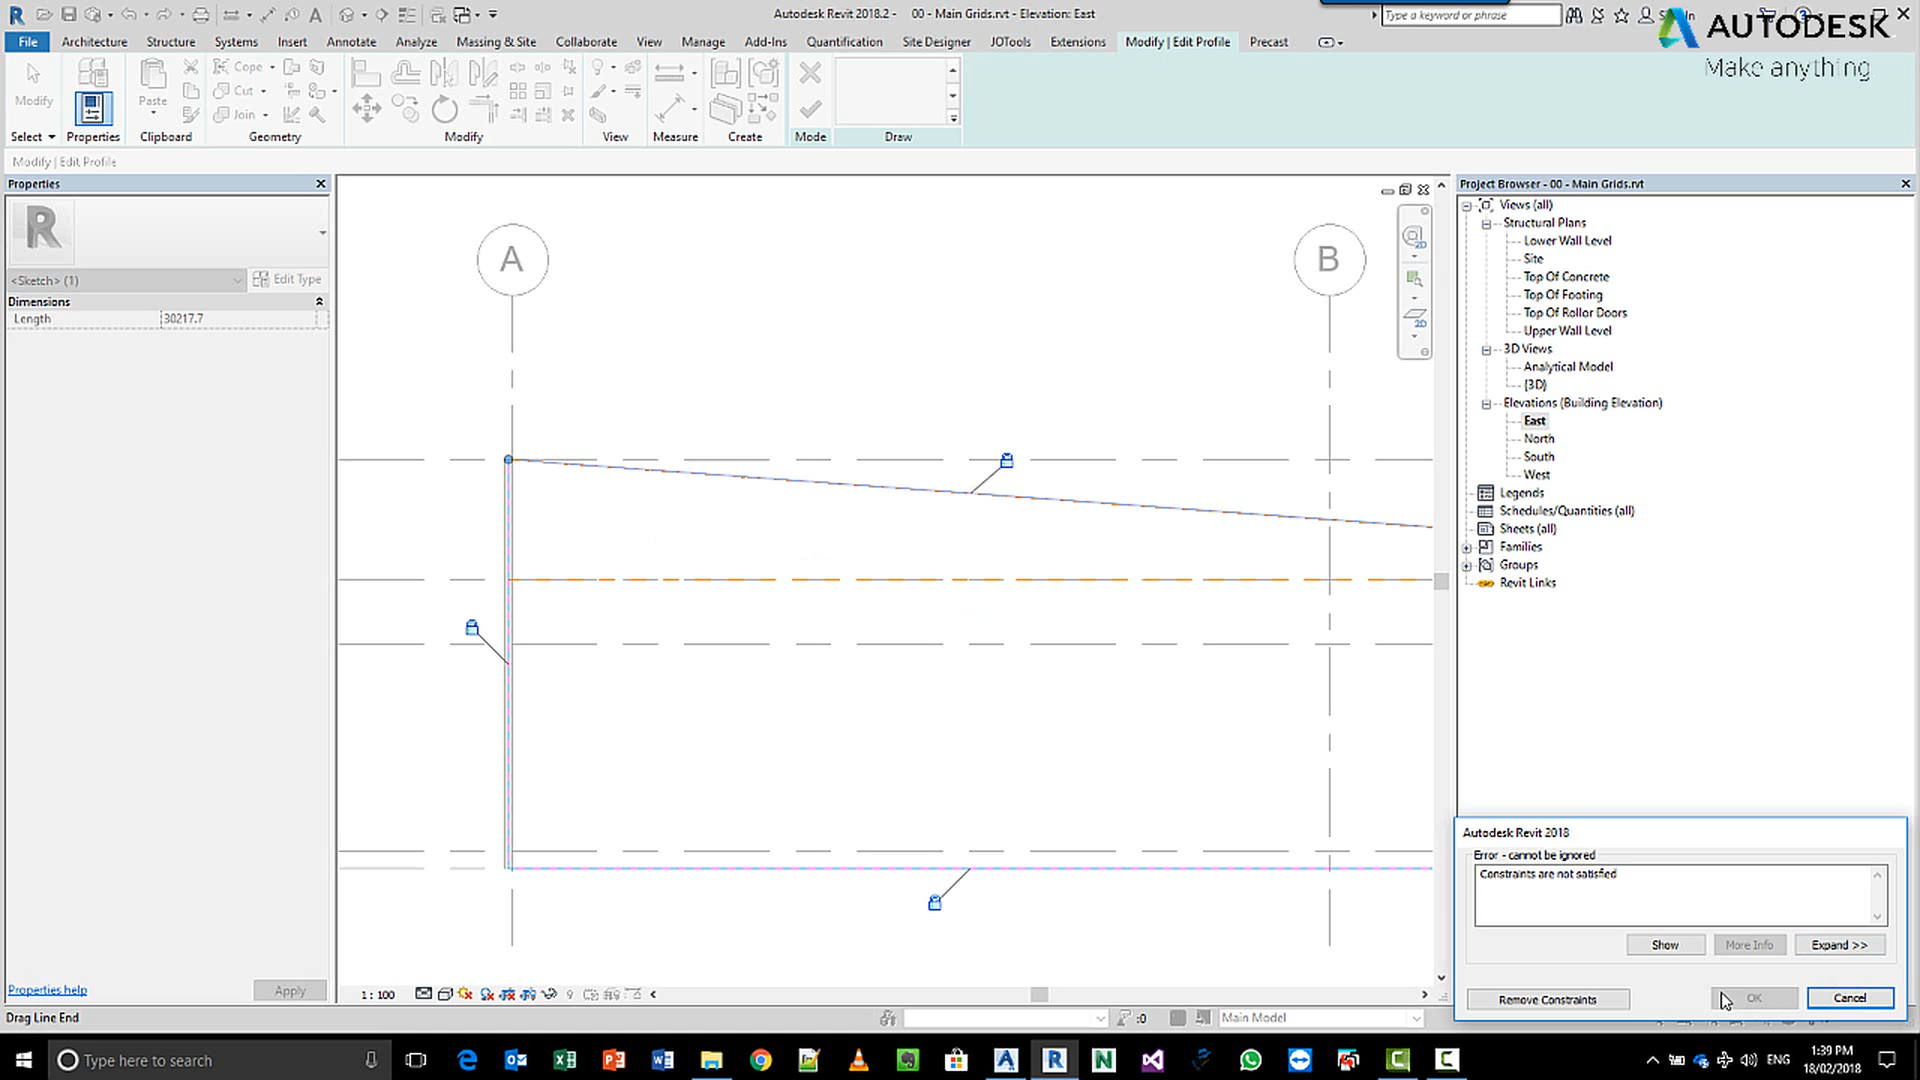 Autodesk Revit 2018.2 - 00 - Main Grids.rvt - Elevation: East
Type a keyword or phrase
AUTODESK
Make anything
File Architecture Structure Systems Insert Annotate Analyze Massing & Site Collaborate View Manage Add-Ins Quantification Site Designer JOTools Extensions Modify | Edit Profile Precast
Modify
Paste
Cope
Cut
Join
Select Properties Clipboard Geometry Modify View Measure Create Mode Draw
Modify | Edit Profile
Properties
R
<Sketch> (1)
Edit Type
Dimensions
Length 30217.7
Properties help
Apply
A
B
2D
2D
1 : 100
Project Browser - 00 - Main Grids.rvt
Views (all)
Structural Plans
Lower Wall Level
Site
Top Of Concrete
Top Of Footing
Top Of Rollor Doors
Upper Wall Level
3D Views
Analytical Model
{3D}
Elevations (Building Elevation)
East
North
South
West
Legends
Schedules/Quantities (all)
Sheets (all)
Families
Groups
Revit Links
Autodesk Revit 2018
Error - cannot be ignored
Constraints are not satisfied
Show
More Info
Expand >>
Remove Constraints
OK
Cancel
Drag Line End
:0
Main Model
Type here to search
ENG
1:39 PM
18/02/2018